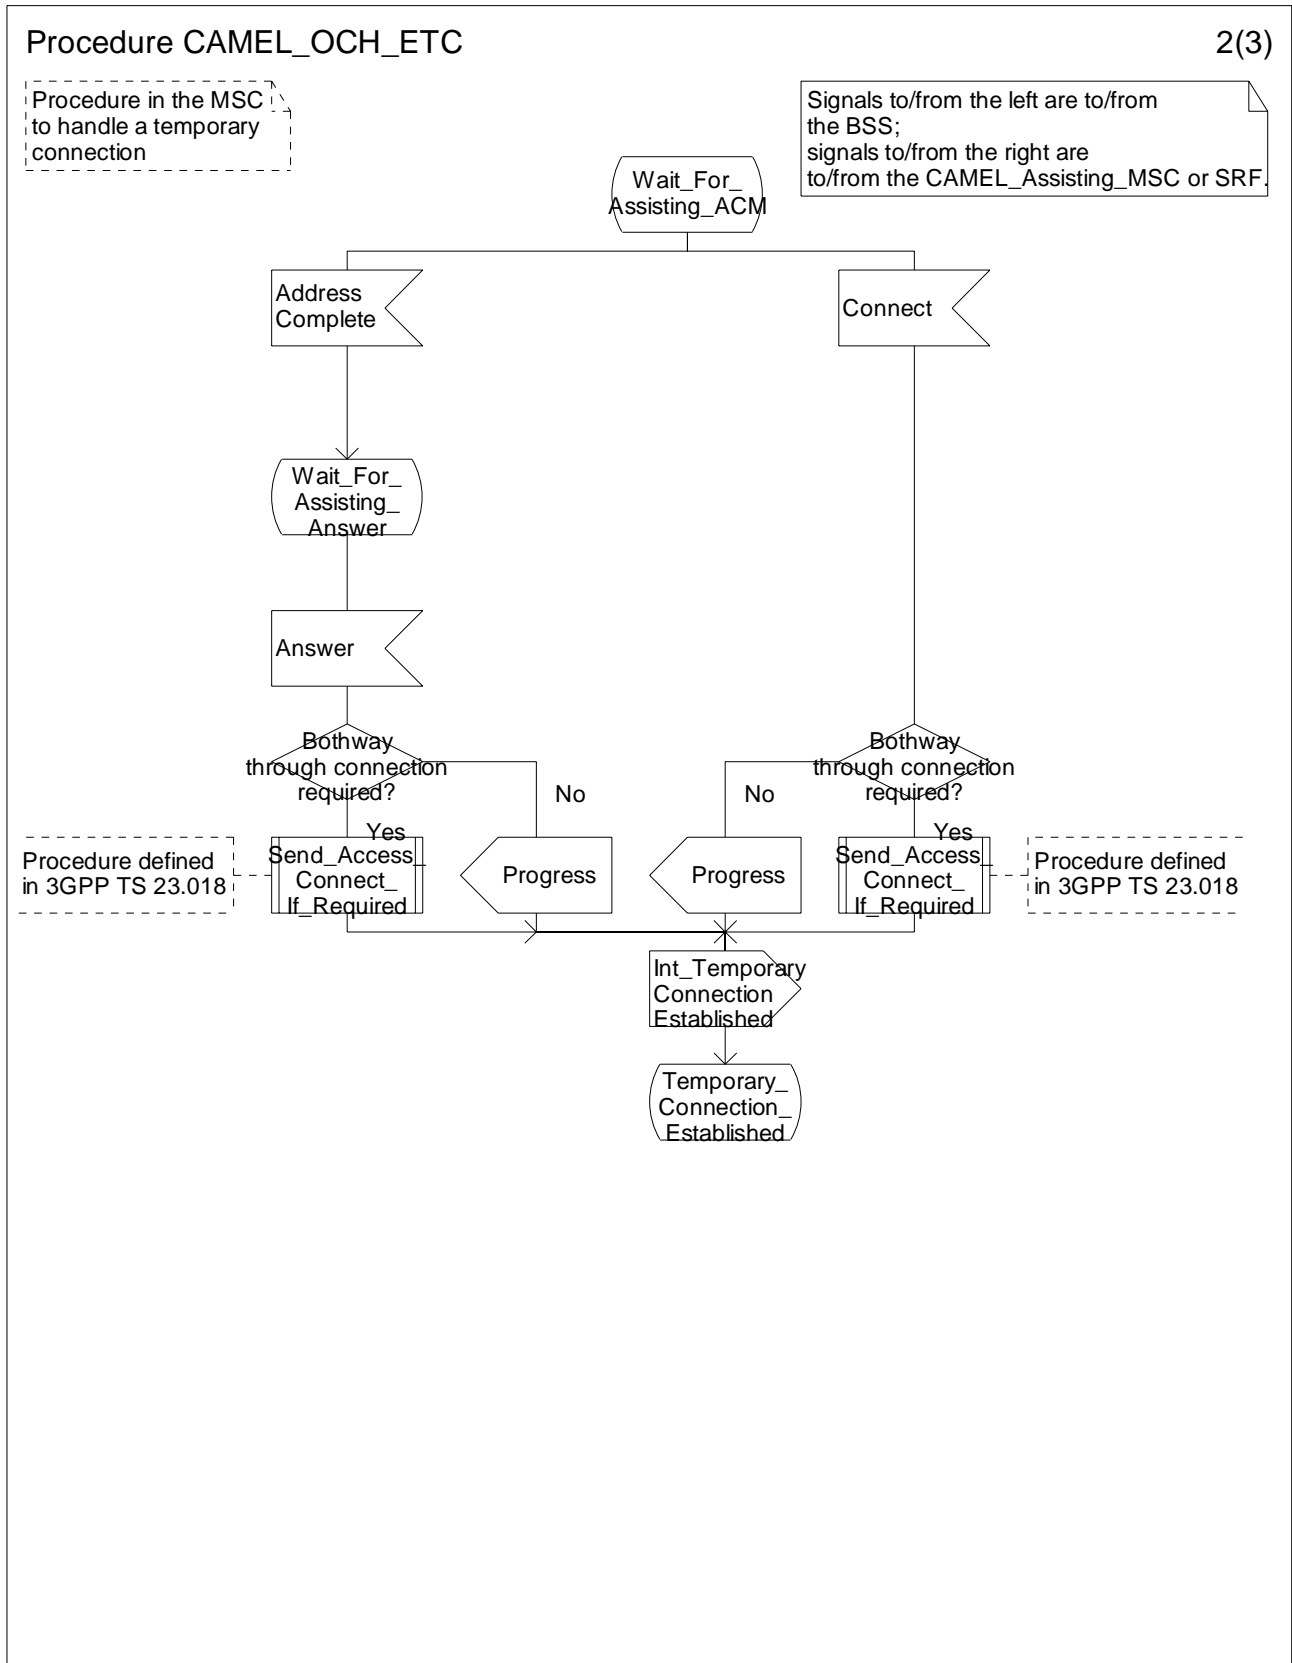 Procedure CAMEL_OCH_ETC
2(3)
Procedure in the MSC
to handle a temporary
connection
Signals to/from the left are to/from
the BSS;
signals to/from the right are
to/from the CAMEL_Assisting_MSC or SRF.
Wait_For_
Assisting_ACM
Address
Complete
Connect
Wait_For_
Assisting_
Answer
Answer
Bothway
through connection
required?
No
Yes
Bothway
through connection
required?
No
Yes
Procedure defined
in 3GPP TS 23.018
Send_Access_
Connect_
If_Required
Progress
Progress
Send_Access_
Connect_
If_Required
Procedure defined
in 3GPP TS 23.018
Int_Temporary
Connection
Established
Temporary_
Connection_
Established